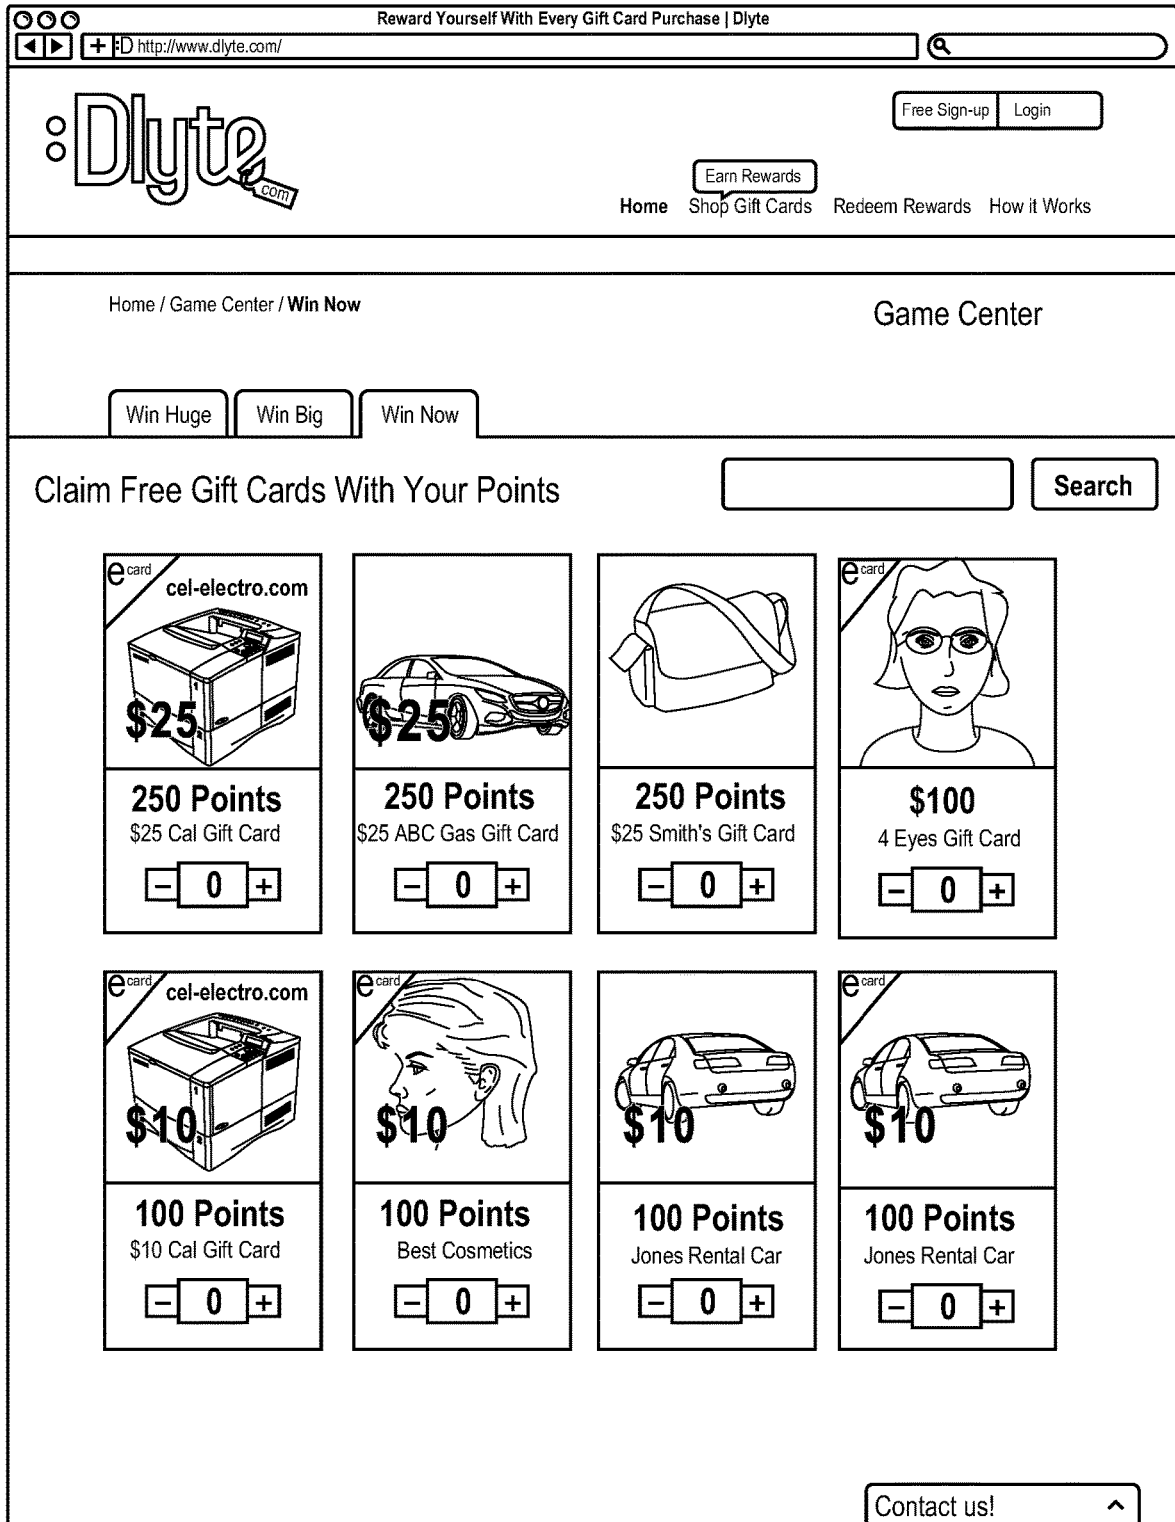 Reward Yourself With Every Gift Card Purchase | Dlyte
:D http://www.dlyte.com/
:Dlyte.com
Free Sign-up Login
Earn Rewards
Home Shop Gift Cards Redeem Rewards How it Works
Home / Game Center / Win Now
Game Center
Win Huge Win Big Win Now
Claim Free Gift Cards With Your Points
Search
e card
cel-electro.com
$25
250 Points
$25 Cal Gift Card
– 0 +
$25
250 Points
$25 ABC Gas Gift Card
– 0 +
250 Points
$25 Smith's Gift Card
– 0 +
e card
$100
4 Eyes Gift Card
– 0 +
e card
cel-electro.com
$10
100 Points
$10 Cal Gift Card
– 0 +
e card
$10
100 Points
Best Cosmetics
– 0 +
$10
100 Points
Jones Rental Car
– 0 +
e card
$10
100 Points
Jones Rental Car
– 0 +
Contact us!